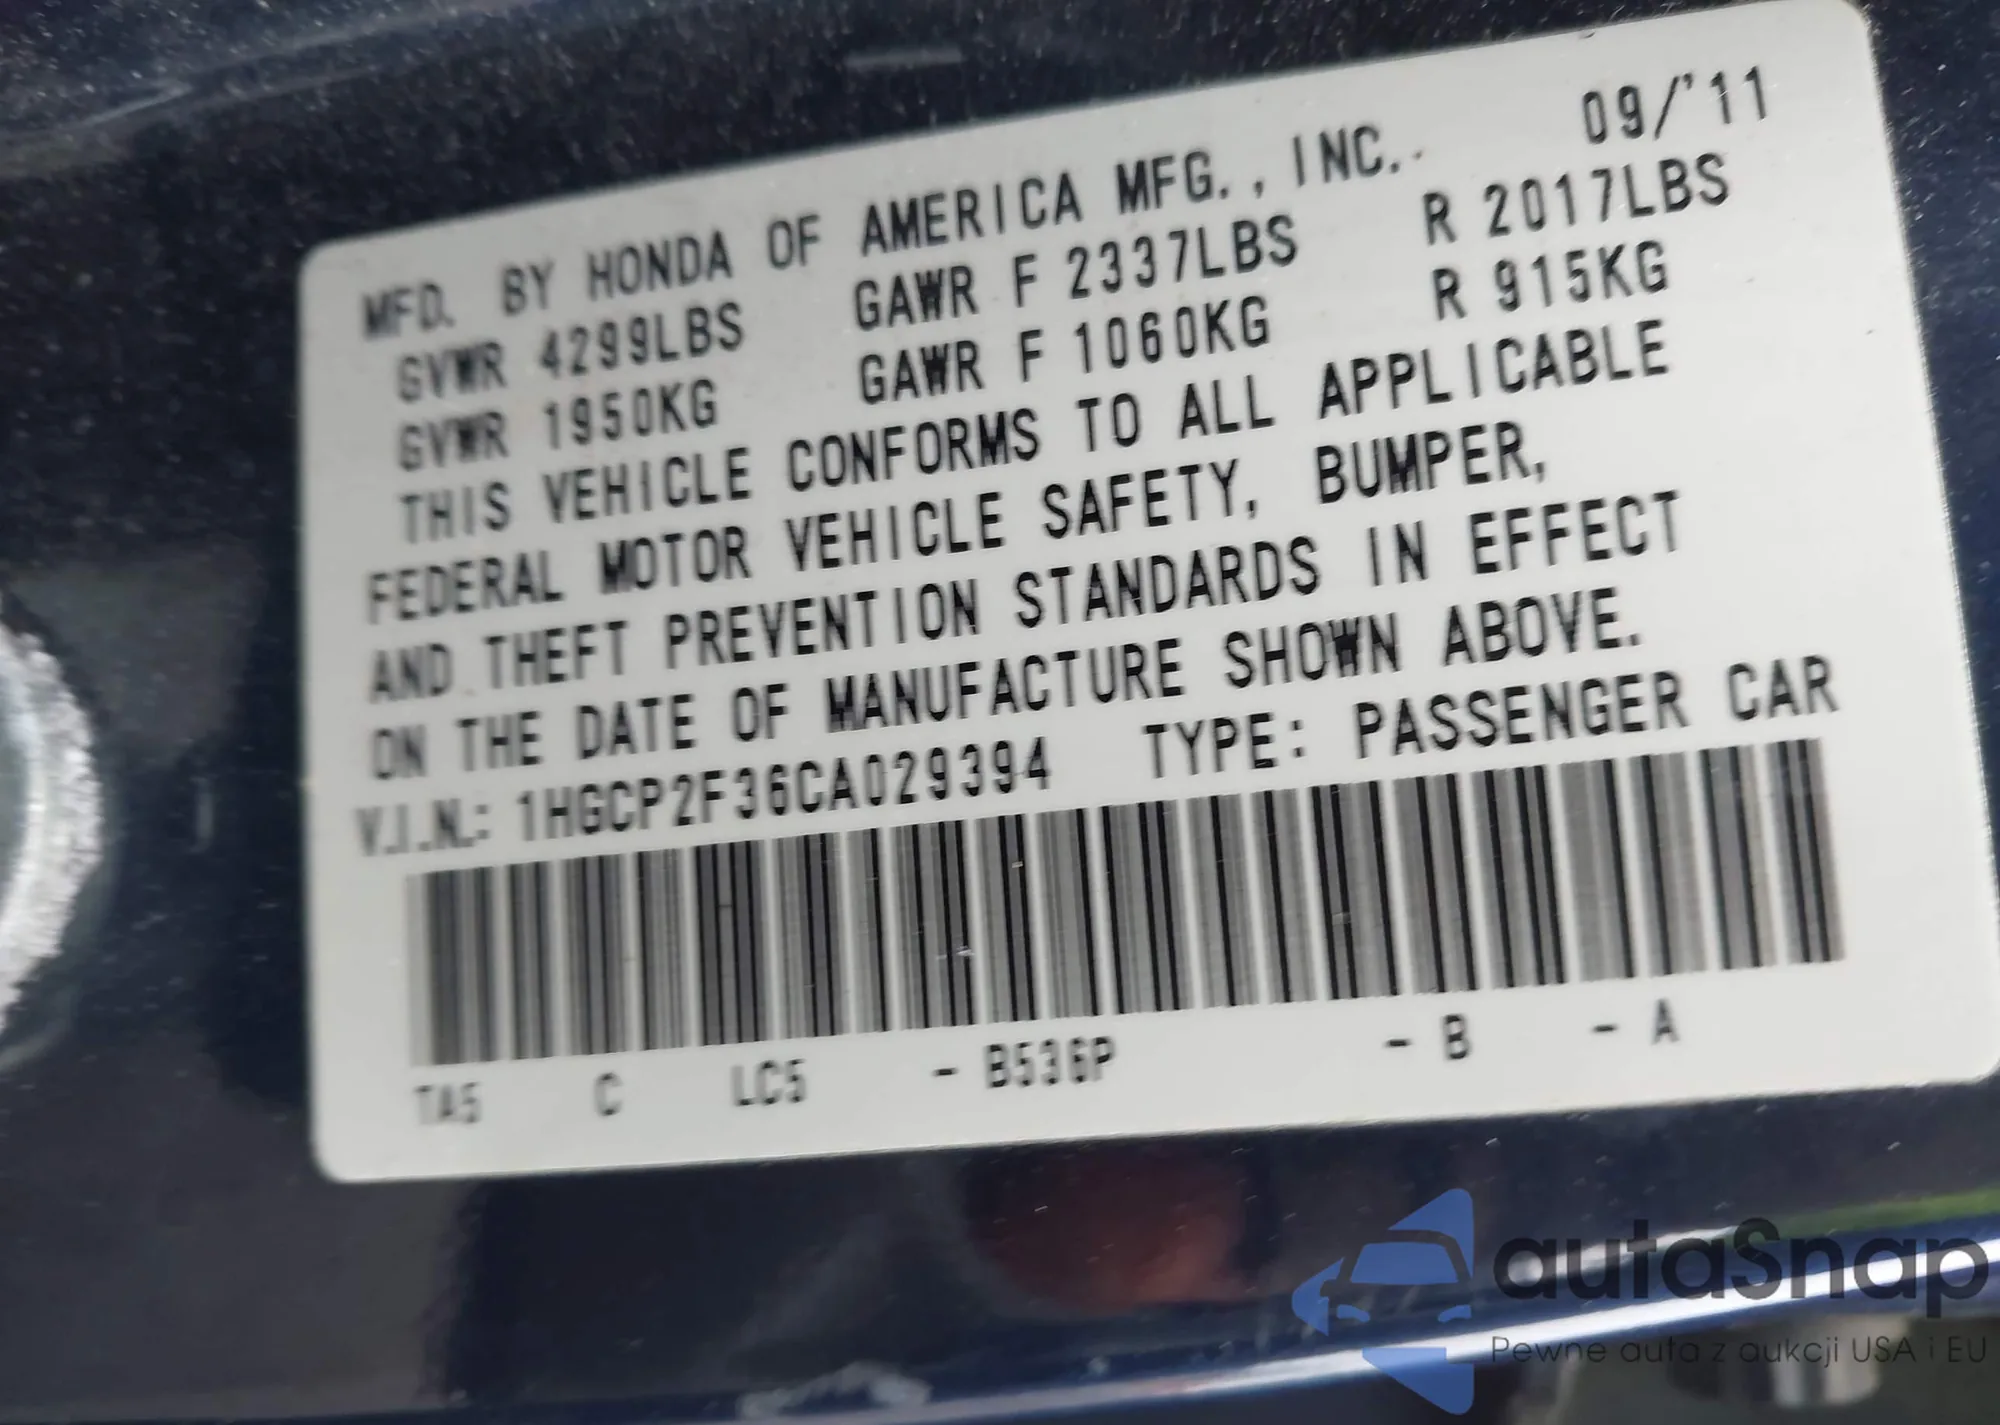 MFD. BY HONDA OF AMERICA MFG., INC. 09/'11
GVWR 4299LBS GAWR F 2337LBS R 2017LBS
GVWR 1950KG GAWR F 1060KG R 915KG
THIS VEHICLE CONFORMS TO ALL APPLICABLE
FEDERAL MOTOR VEHICLE SAFETY, BUMPER,
AND THEFT PREVENTION STANDARDS IN EFFECT
ON THE DATE OF MANUFACTURE SHOWN ABOVE.
V.I.N.: 1HGCP2F36CA029394 TYPE: PASSENGER CAR
TA5 C LC5 - B536P - B - A
autaSnap
Pewne auta z aukcji USA i EU